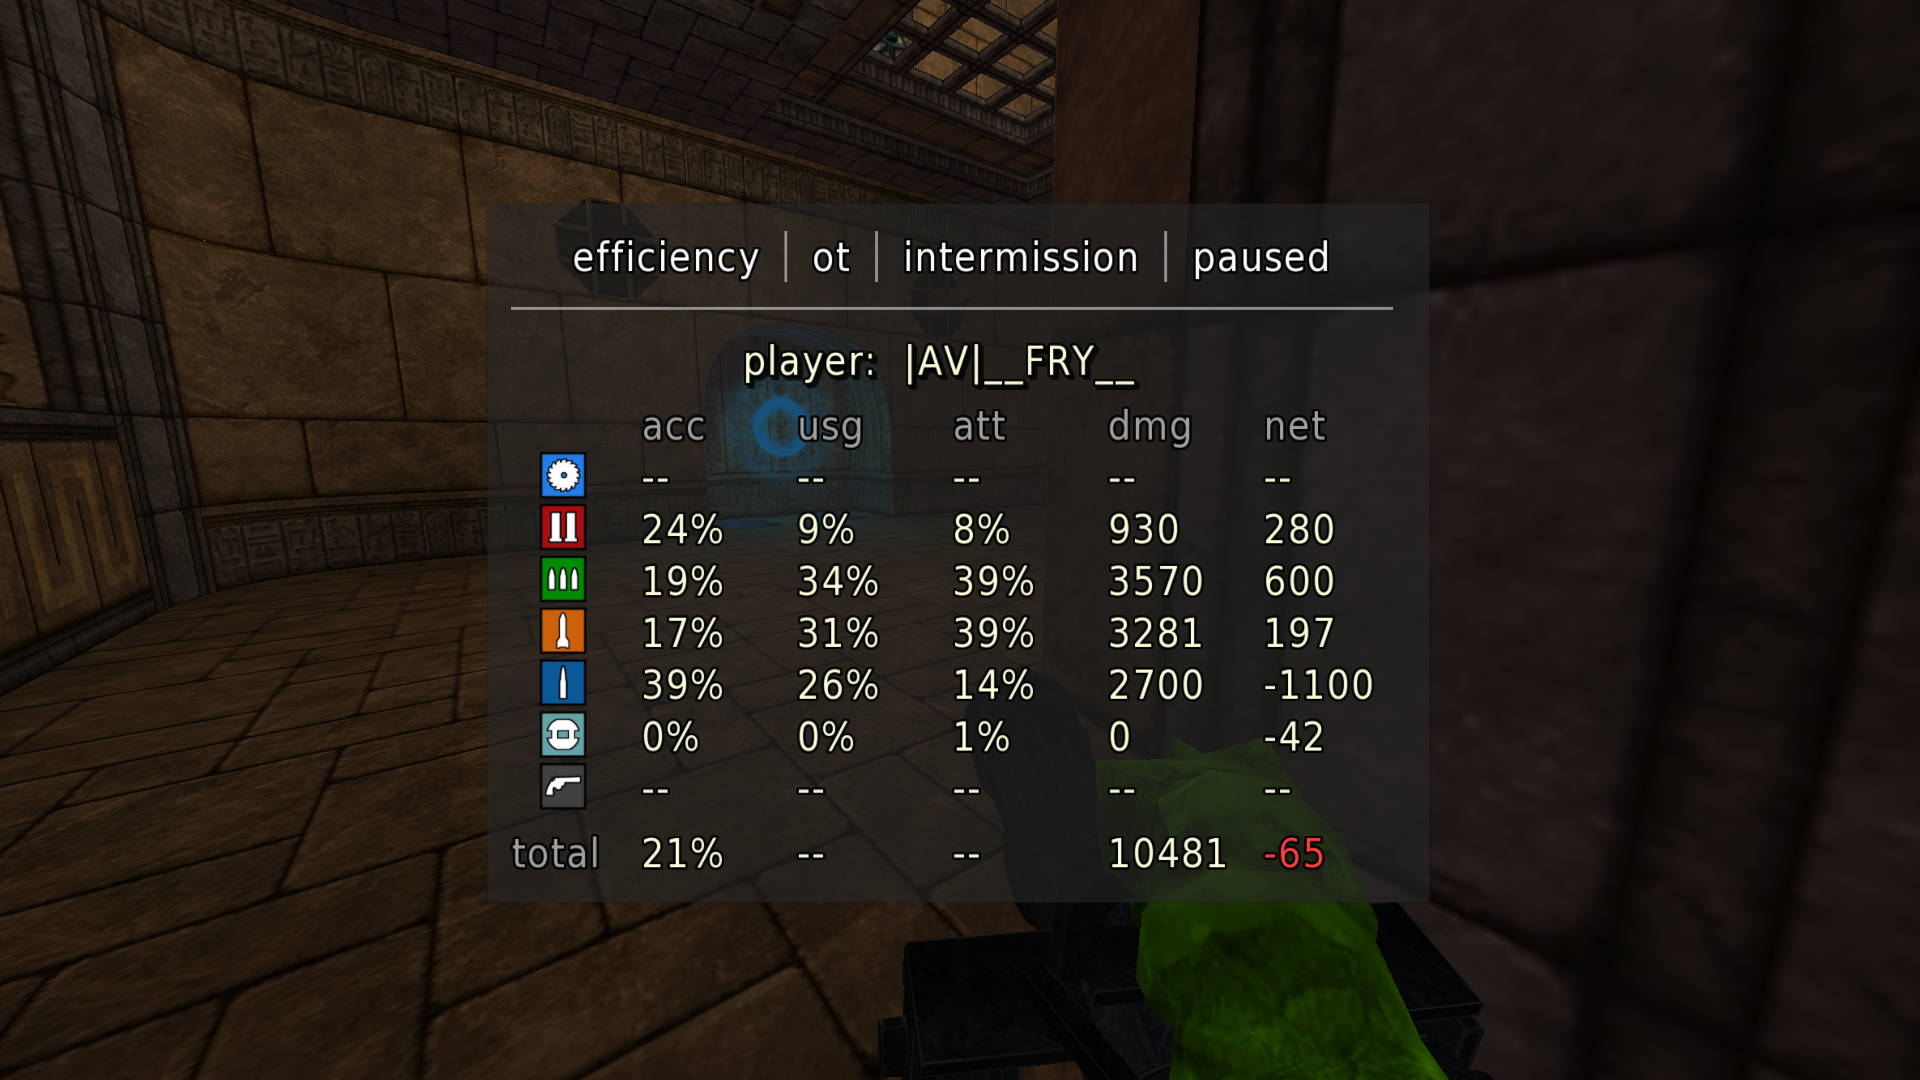 efficiency | ot | intermission | paused
player: |AV|__FRY__
acc usg att dmg net
-- -- -- -- --
24% 9% 8% 930 280
19% 34% 39% 3570 600
17% 31% 39% 3281 197
39% 26% 14% 2700 -1100
0% 0% 1% 0 -42
-- -- -- -- --
total 21% -- -- 10481 -65